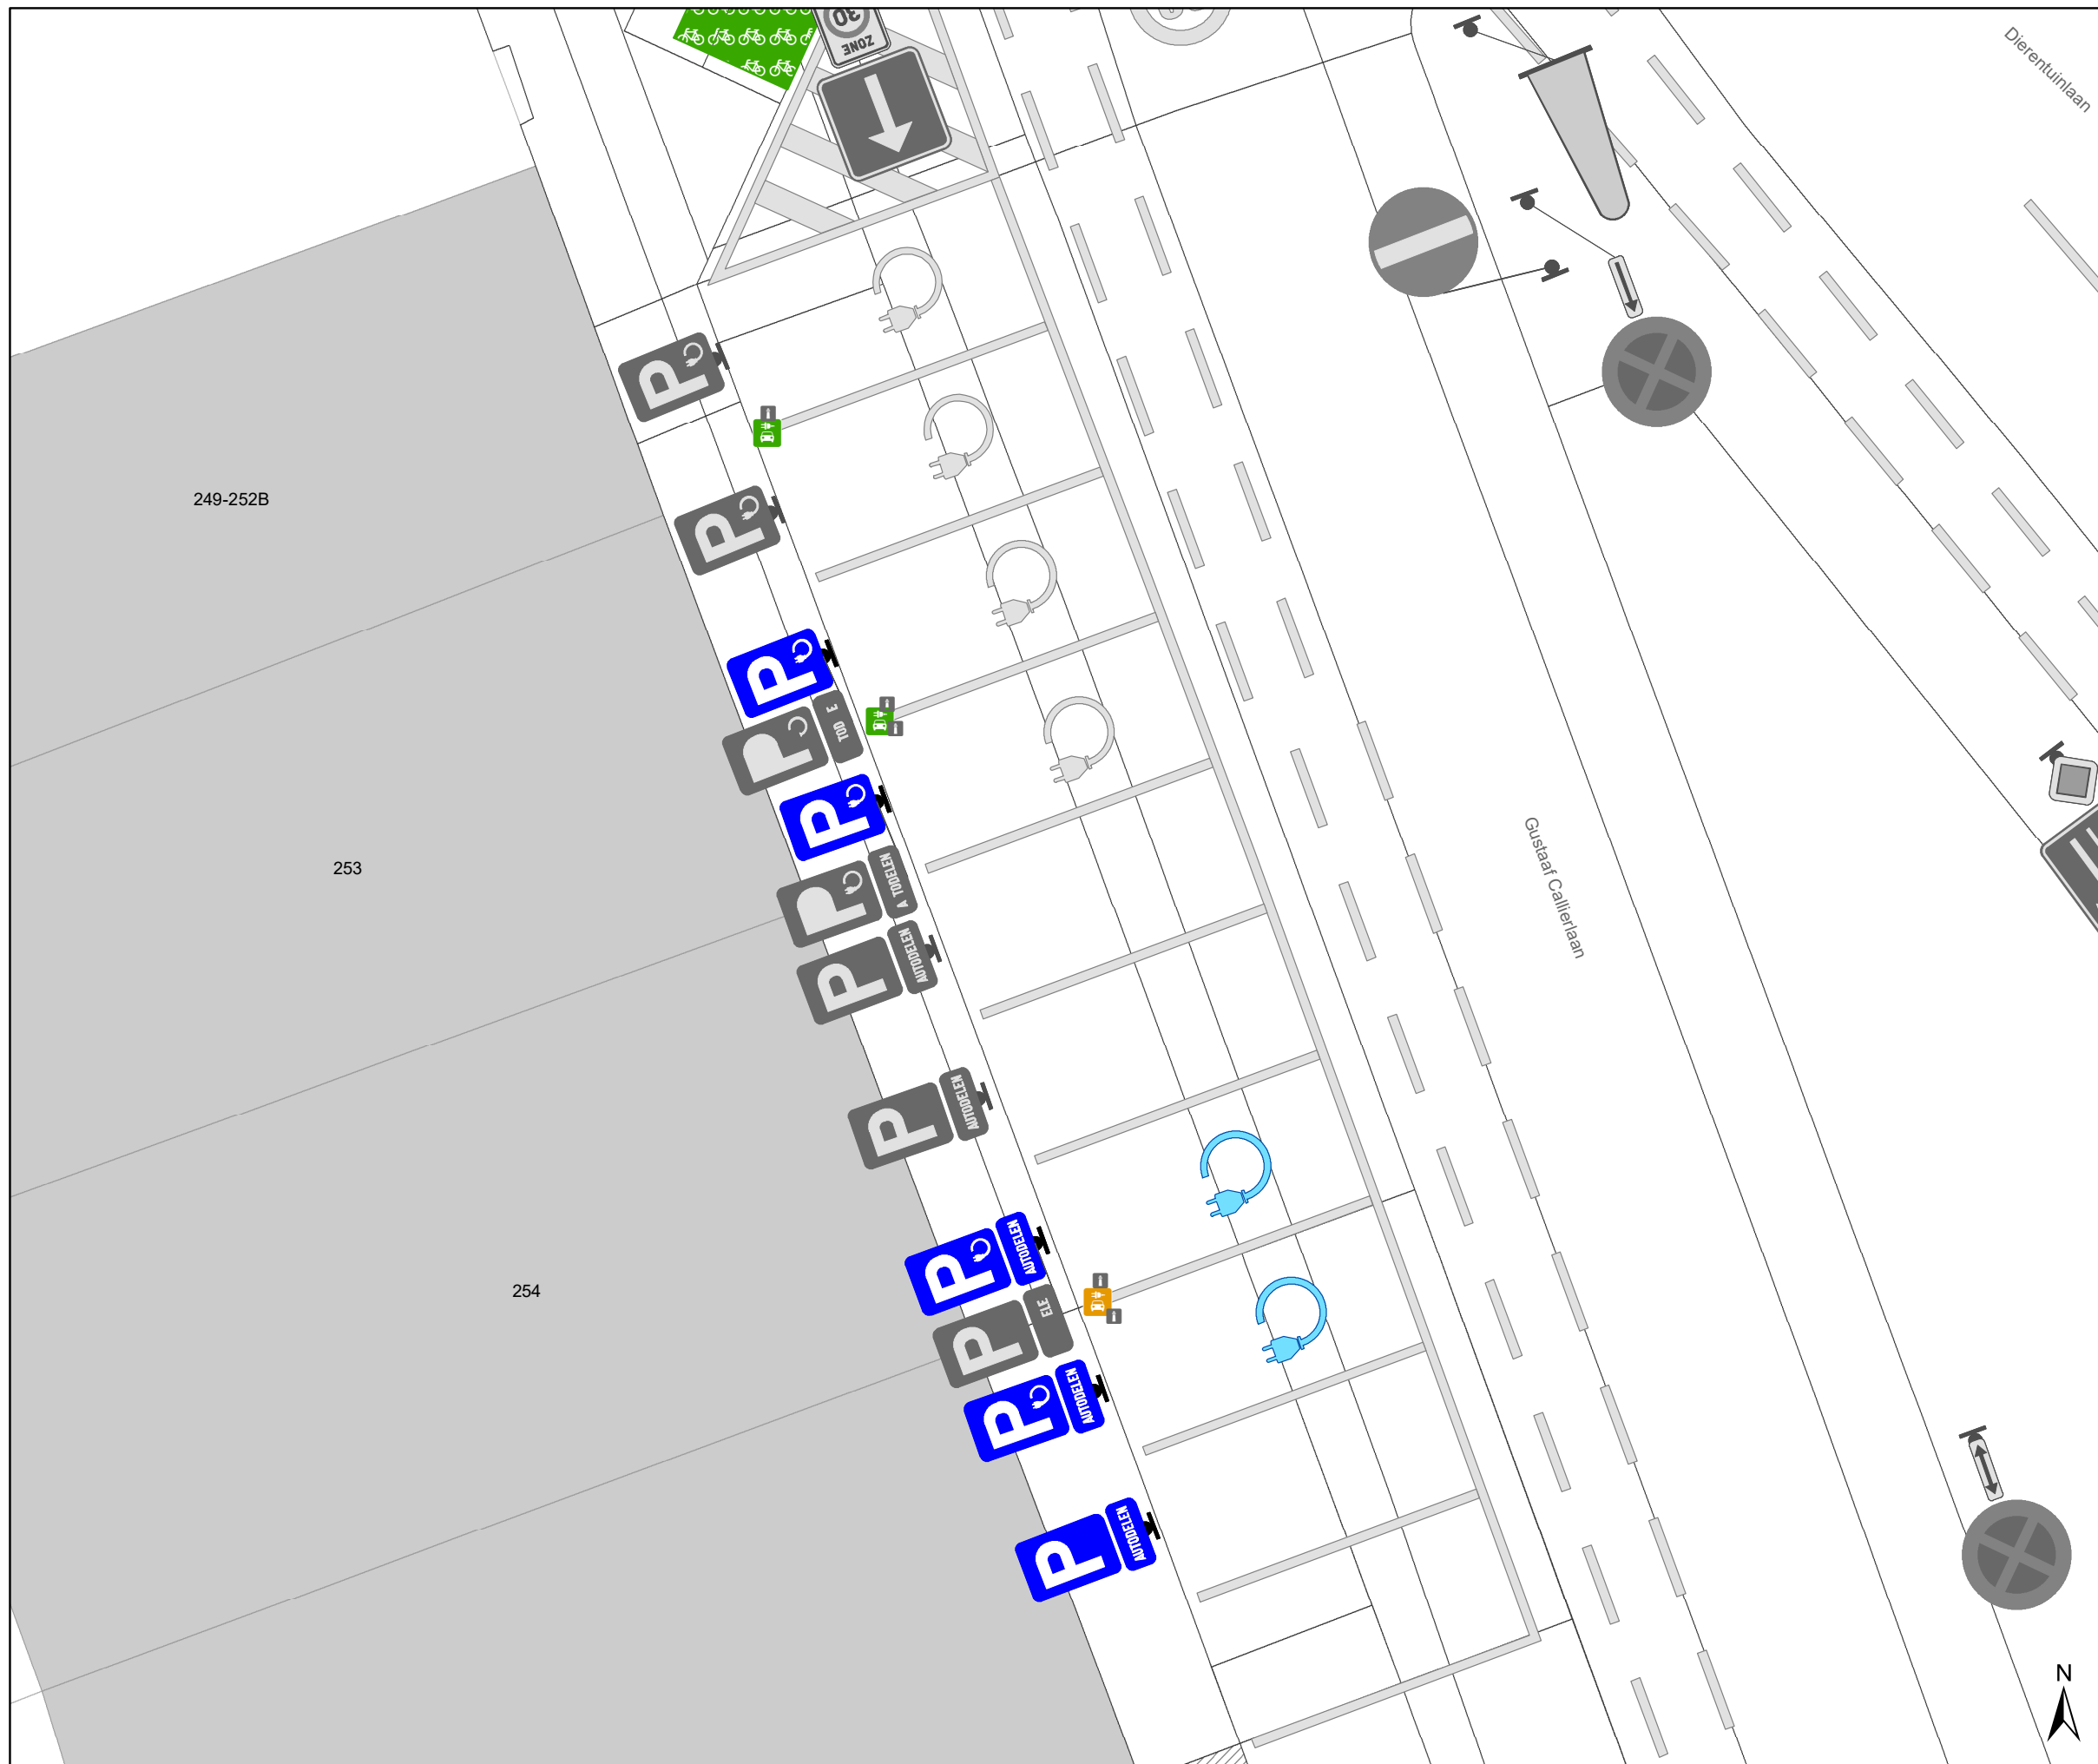 30
ZONE
Dierentuinlaan
249-252B
P
P
P
P
TOD E
P
253
P
A TODELEN
P
AUTODELEN
Gustaaf Callierlaan
P
AUTODELEN
P
AUTODELEN
254
P
ELE
P
AUTODELEN
P
AUTODELEN
N